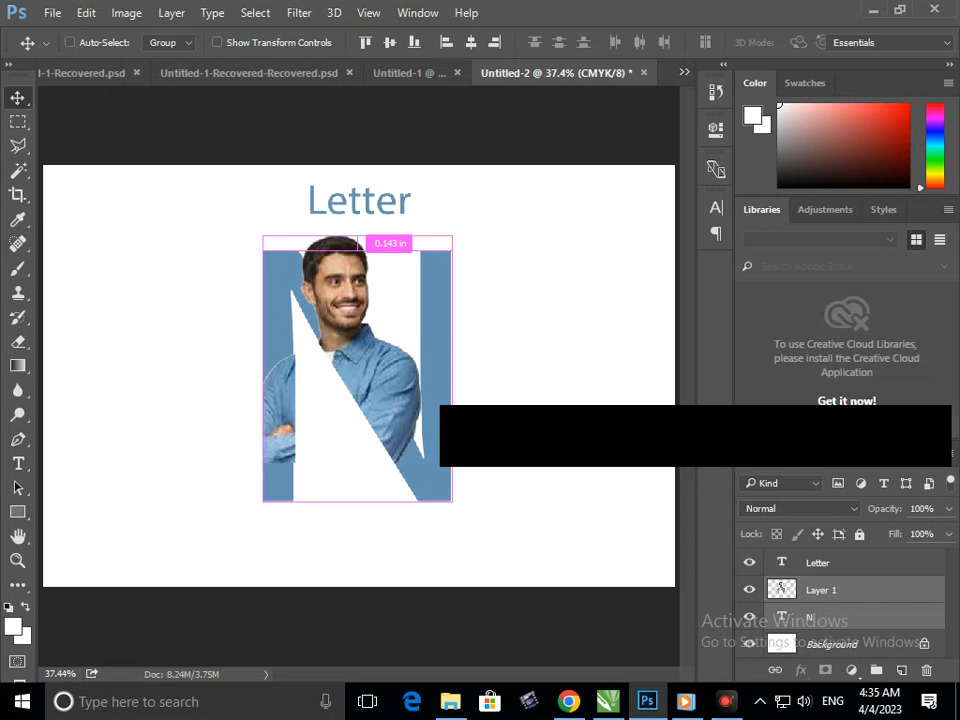 Ps File Edit Image Layer Type Select Filter 3D View Window Help
Auto-Select: Group Show Transform Controls 3D Mode: Essentials
l-1-Recovered.psd × Untitled-1-Recovered-Recovered.psd × Untitled-1 @ ... × Untitled-2 @ 37.4% (CMYK/8) * ×
Color Swatches
Letter
Libraries Adjustments Styles
0.143 in
Search Adobe Stock
N
To use Creative Cloud Libraries,
please install the Creative Cloud
Application
Get it now!
Kind
Normal Opacity: 100%
Lock: Fill: 100%
T Letter
Layer 1
T N
Background
Activate Windows
Go to Settings to activate Windows.
37.44% Doc: 8.24M/3.75M
Type here to search
ENG
4:35 AM
4/4/2023